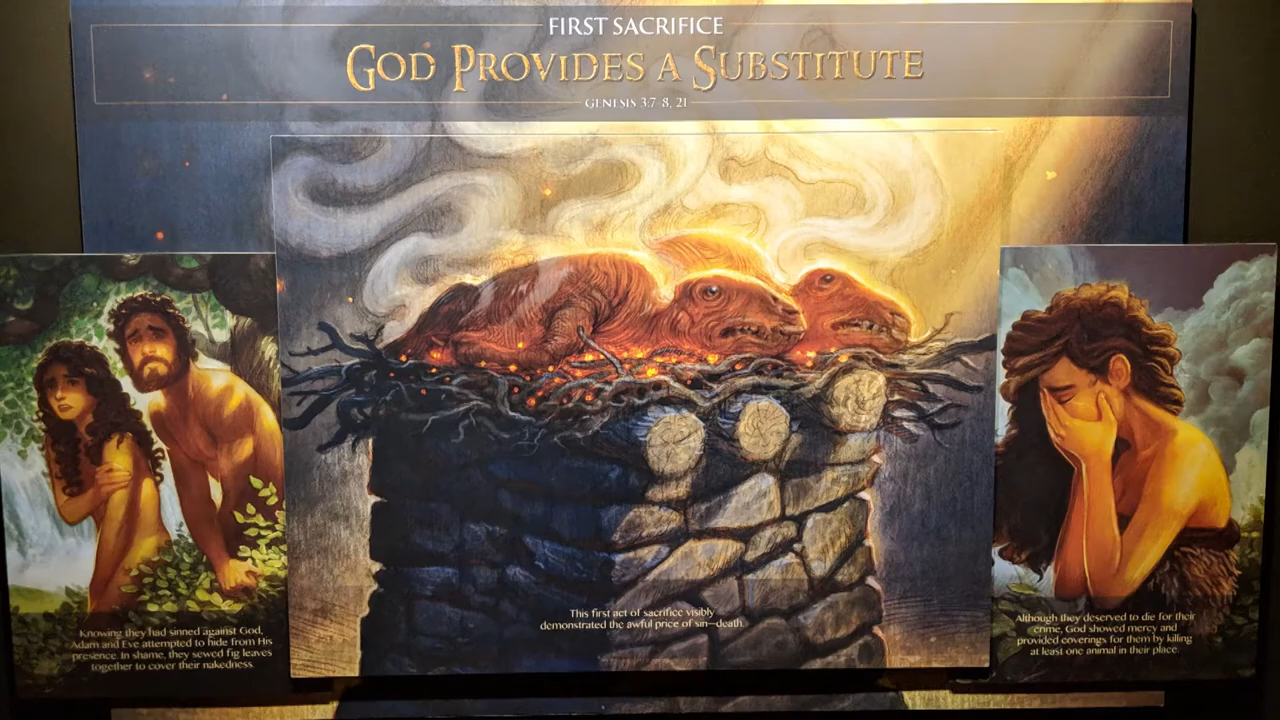 FIRST SACRIFICE
GOD PROVIDES A SUBSTITUTE
GENESIS 3:7-8, 21
Knowing they had sinned against God,
Adam and Eve attempted to hide from His
presence. In shame, they sewed fig leaves
together to cover their nakedness.
This first act of sacrifice visibly
demonstrated the awful price of sin—death.
Although they deserved to die for their
crime, God showed mercy and
provided coverings for them by killing
at least one animal in their place.